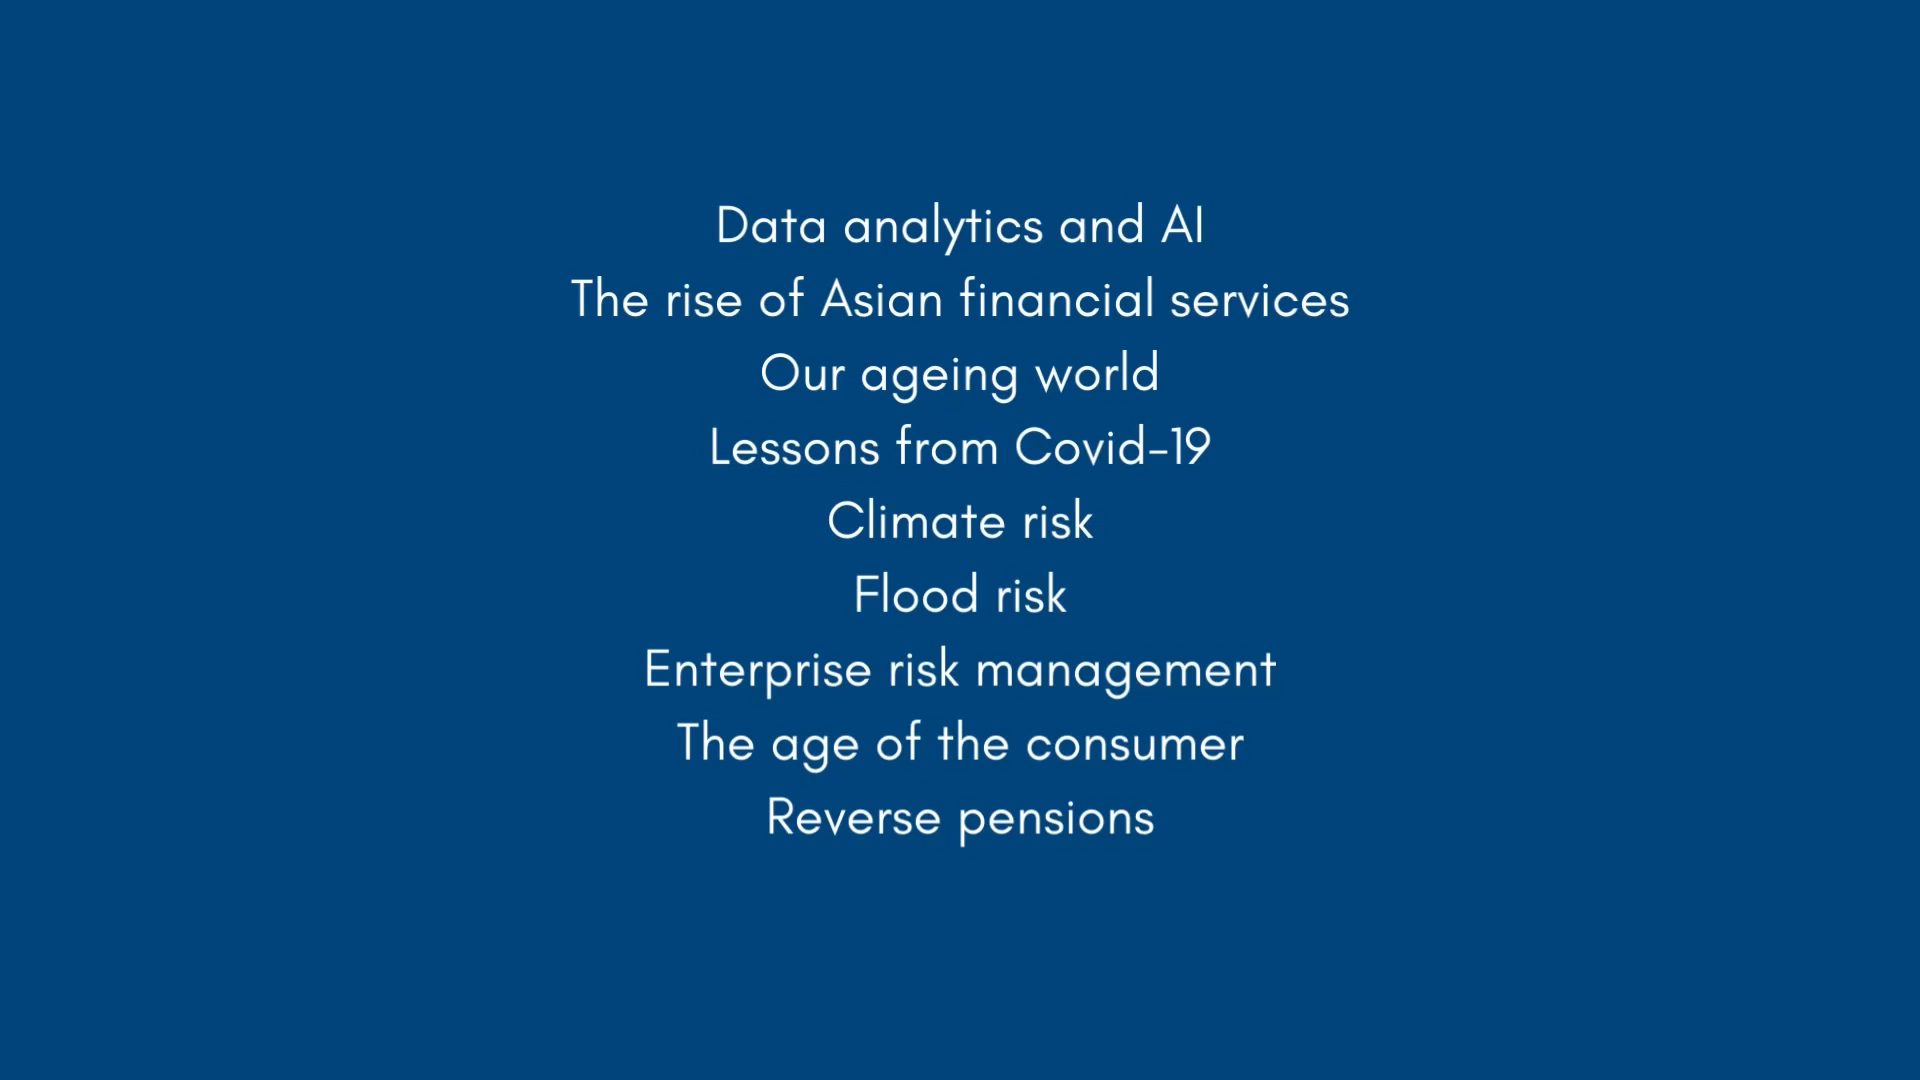 Data analytics and AI
The rise of Asian financial services
Our ageing world
Lessons from Covid-19
Climate risk
Flood risk
Enterprise risk management
The age of the consumer
Reverse pensions